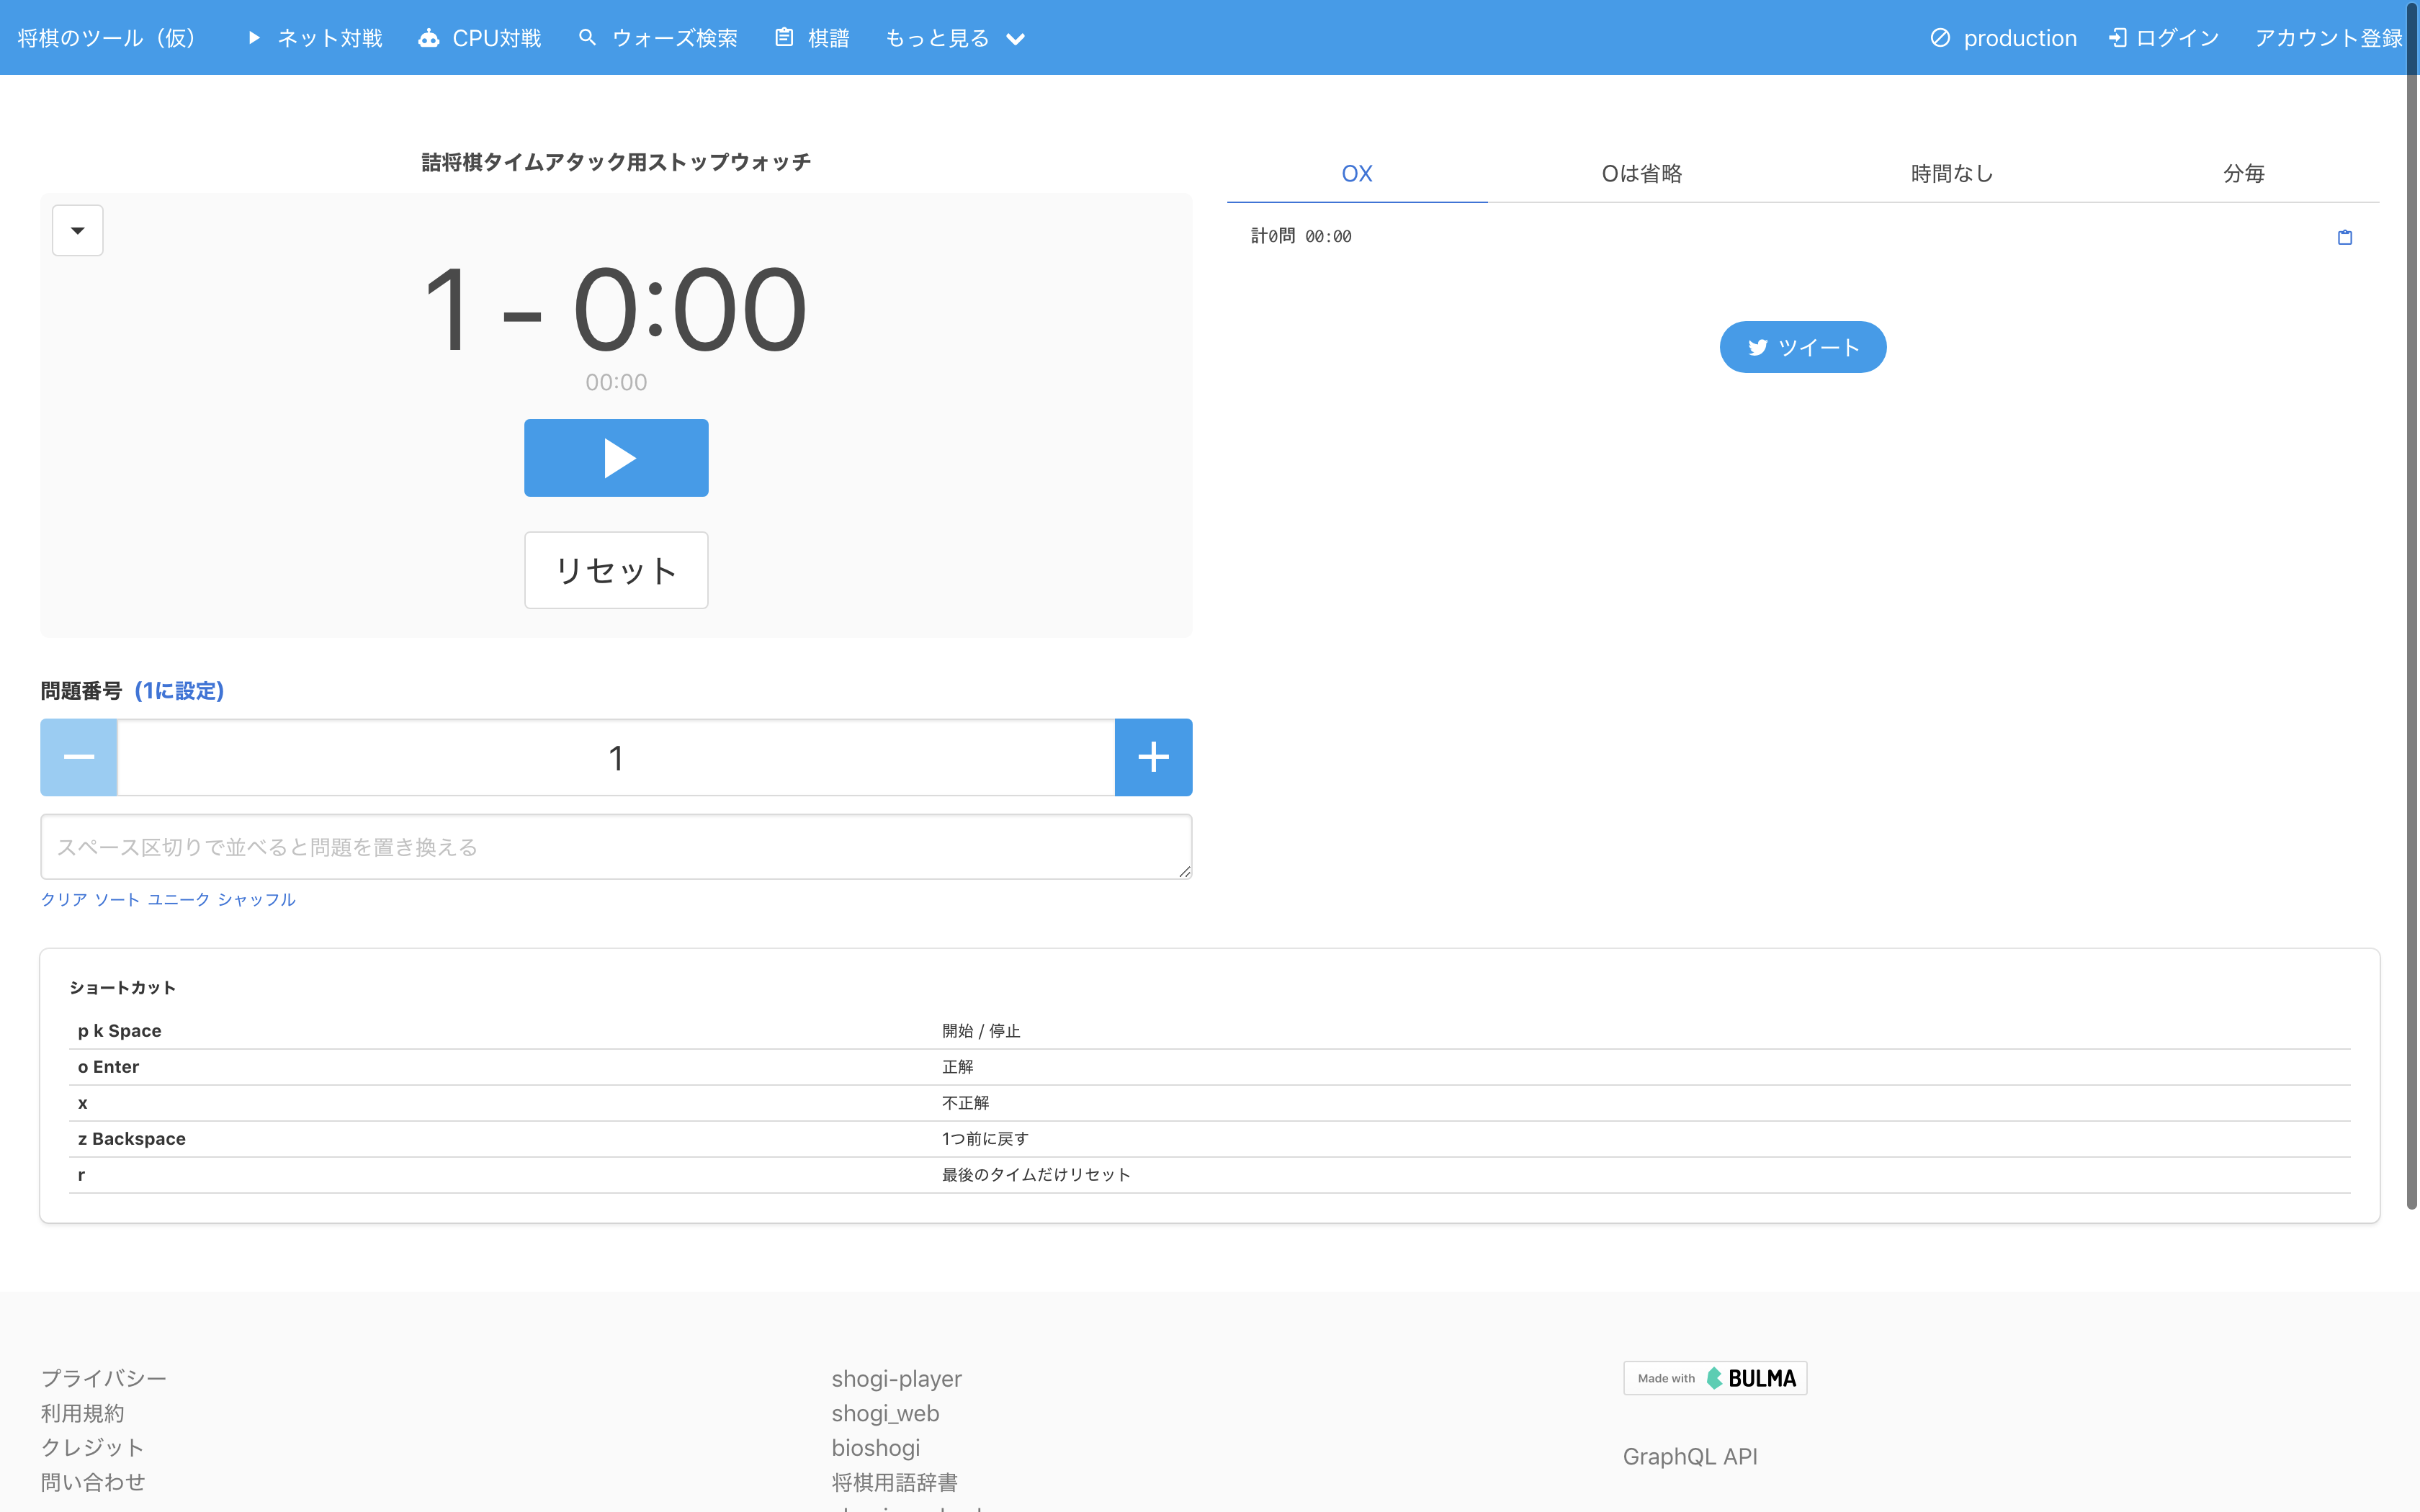 将棋のツール（仮） ネット対戦 CPU対戦 ウォーズ検索 棋譜 もっと見る production ログイン アカウント登録
詰将棋タイムアタック用ストップウォッチ
1 - 0:00
00:00
リセット
問題番号 (1に設定)
1
スペース区切りで並べると問題を置き換える
クリア ソート ユニーク シャッフル
OX Oは省略 時間なし 分毎
計0問 00:00
ツイート
ショートカット
p k Space 開始 / 停止
o Enter 正解
x 不正解
z Backspace 1つ前に戻す
r 最後のタイムだけリセット
プライバシー
利用規約
クレジット
問い合わせ
shogi-player
shogi_web
bioshogi
将棋用語辞書
Made with BULMA
GraphQL API